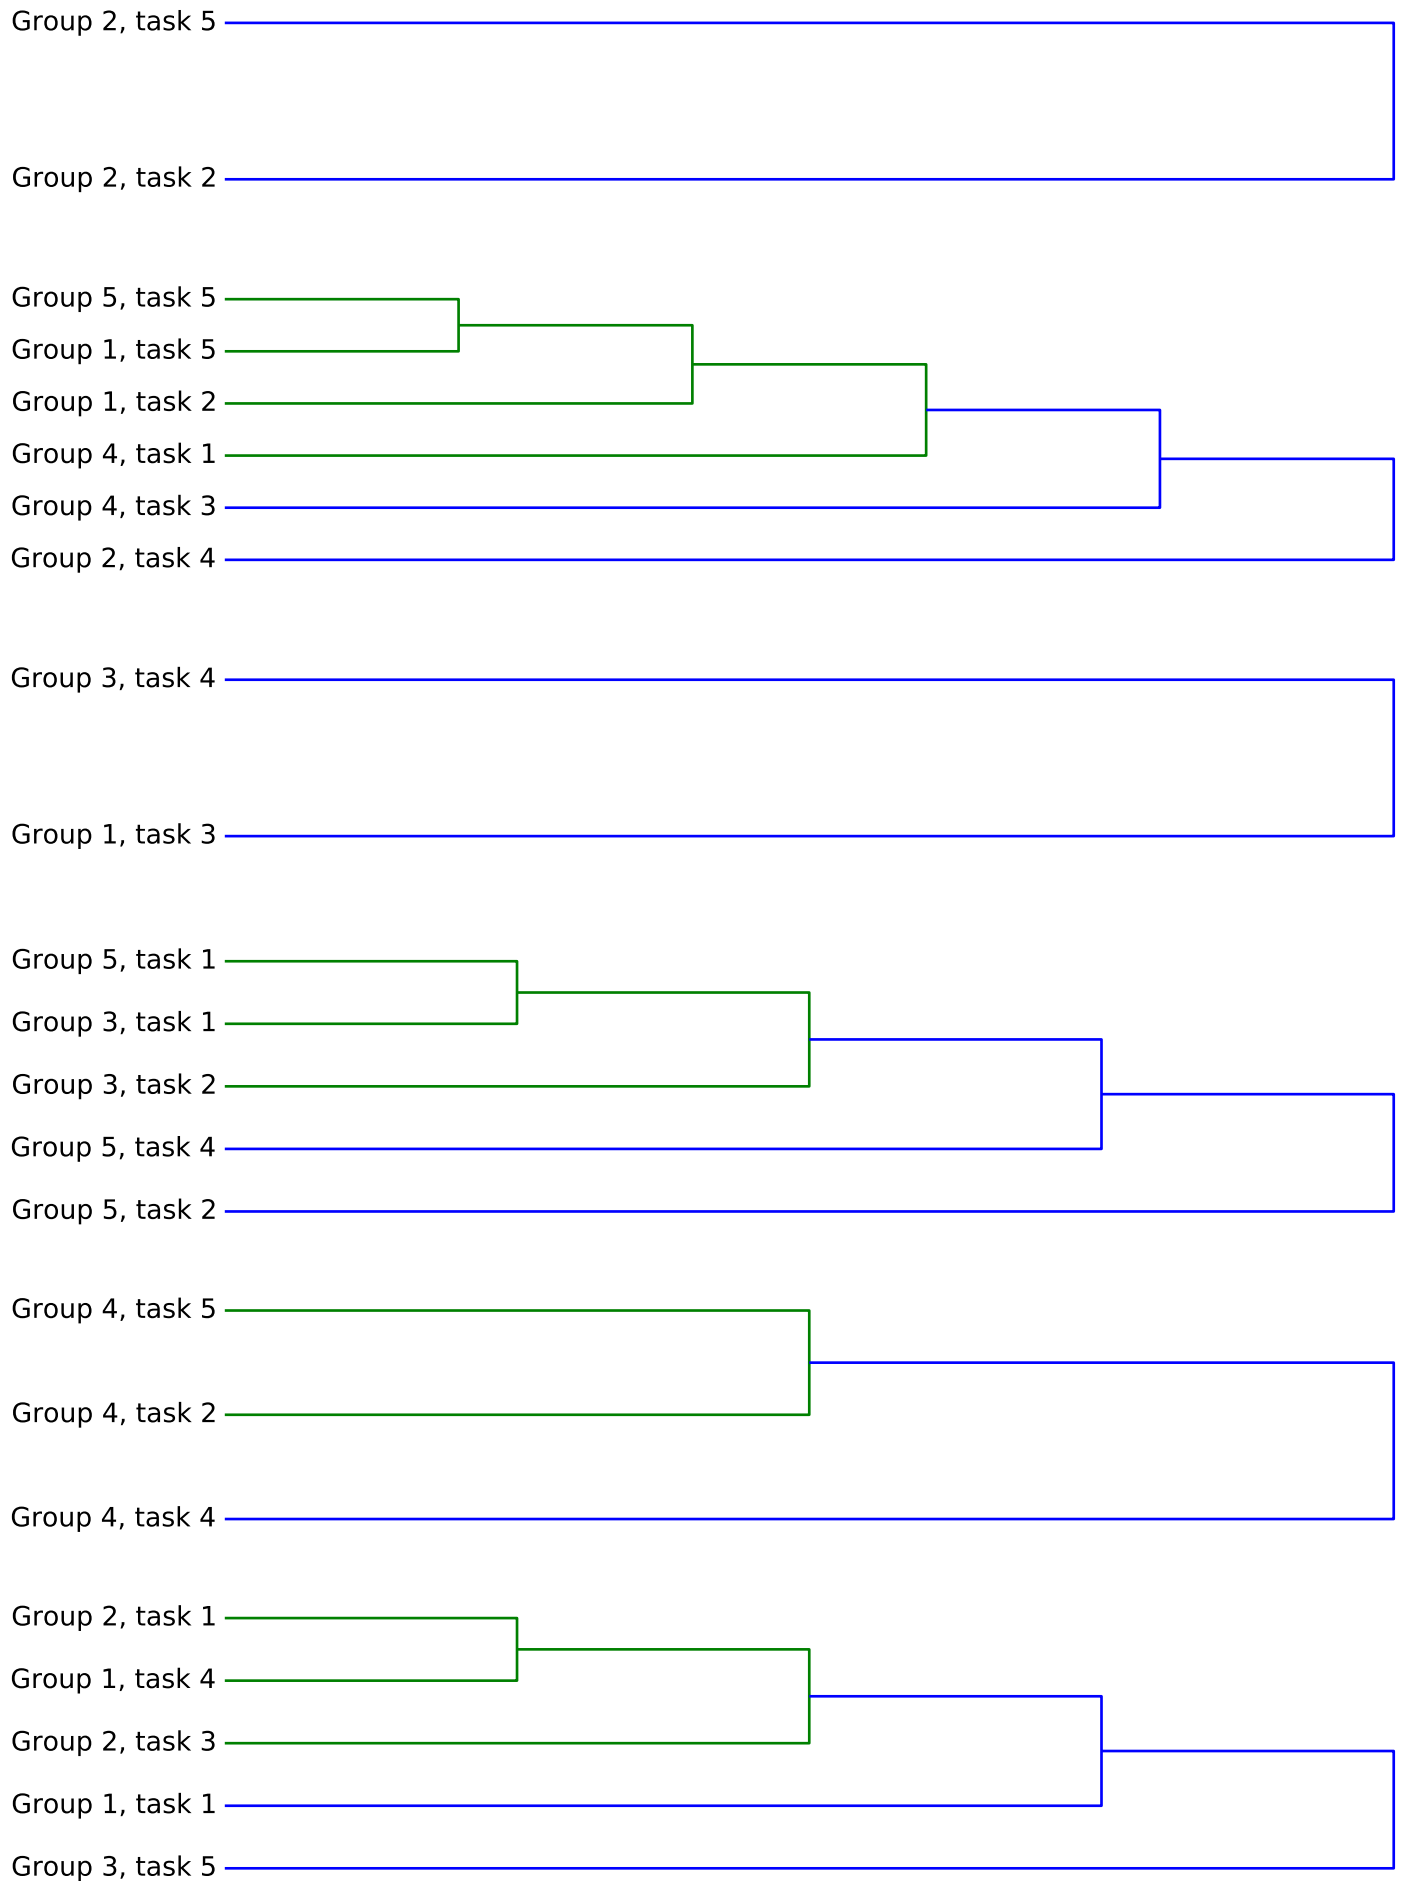 Group 2, task 5
Group 2, task 2
Group 5, task 5
Group 1, task 5
Group 1, task 2
Group 4, task 1
Group 4, task 3
Group 2, task 4
Group 3, task 4
Group 1, task 3
Group 5, task 1
Group 3, task 1
Group 3, task 2
Group 5, task 4
Group 5, task 2
Group 4, task 5
Group 4, task 2
Group 4, task 4
Group 2, task 1
Group 1, task 4
Group 2, task 3
Group 1, task 1
Group 3, task 5